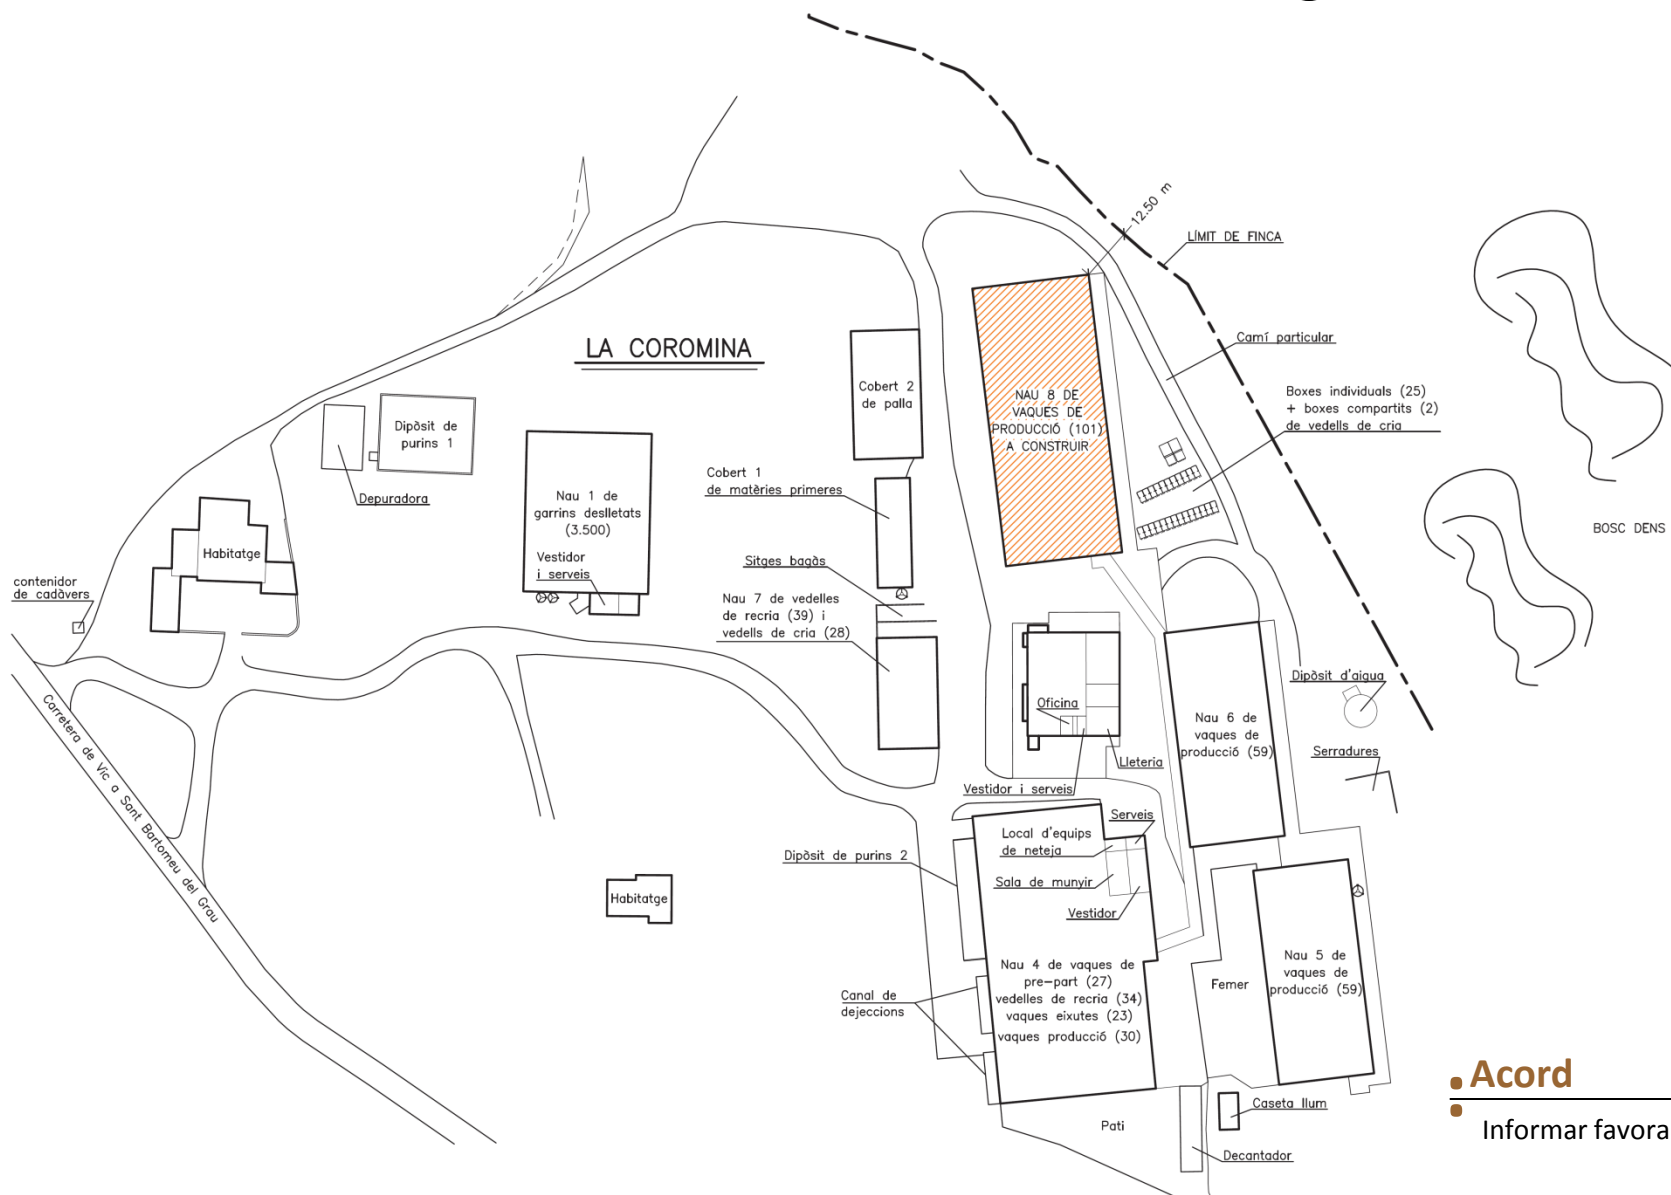 12.50 m
LÍMIT DE FINCA
Camí particular
LA COROMINA
Cobert 2
de palla
NAU 8 DE
VAQUES DE
PRODUCCIÓ (101)
A CONSTRUIR
Boxes individuals (25)
+ boxes compartits (2)
de vedells de cria
Dipòsit de
purins 1
Depuradora
Cobert 1
de matèries primeres
Nau 1 de
garrins deslletats
(3.500)
Vestidor
i serveis
BOSC DENS
Habitatge
contenidor
de cadàvers
Sitges bagàs
Nau 7 de vedelles
de recria (39) i
vedells de cria (28)
Dipòsit d'aigua
Oficina
Nau 6 de
vaques de
producció (59)
Serradures
Lleteria
Vestidor i serveis
Carretera de Vic a Sant Bartomeu del Grau
Serveis
Local d'equips
de neteja
Dipòsit de purins 2
Sala de munyir
Vestidor
Habitatge
Nau 4 de vaques de
pre-part (27)
vedelles de recria (34)
vaques eixutes (23)
vaques producció (30)
Canal de
dejeccions
Femer
Nau 5 de
vaques de
producció (59)
Caseta llum
Pati
Decantador
Acord
Informar favora